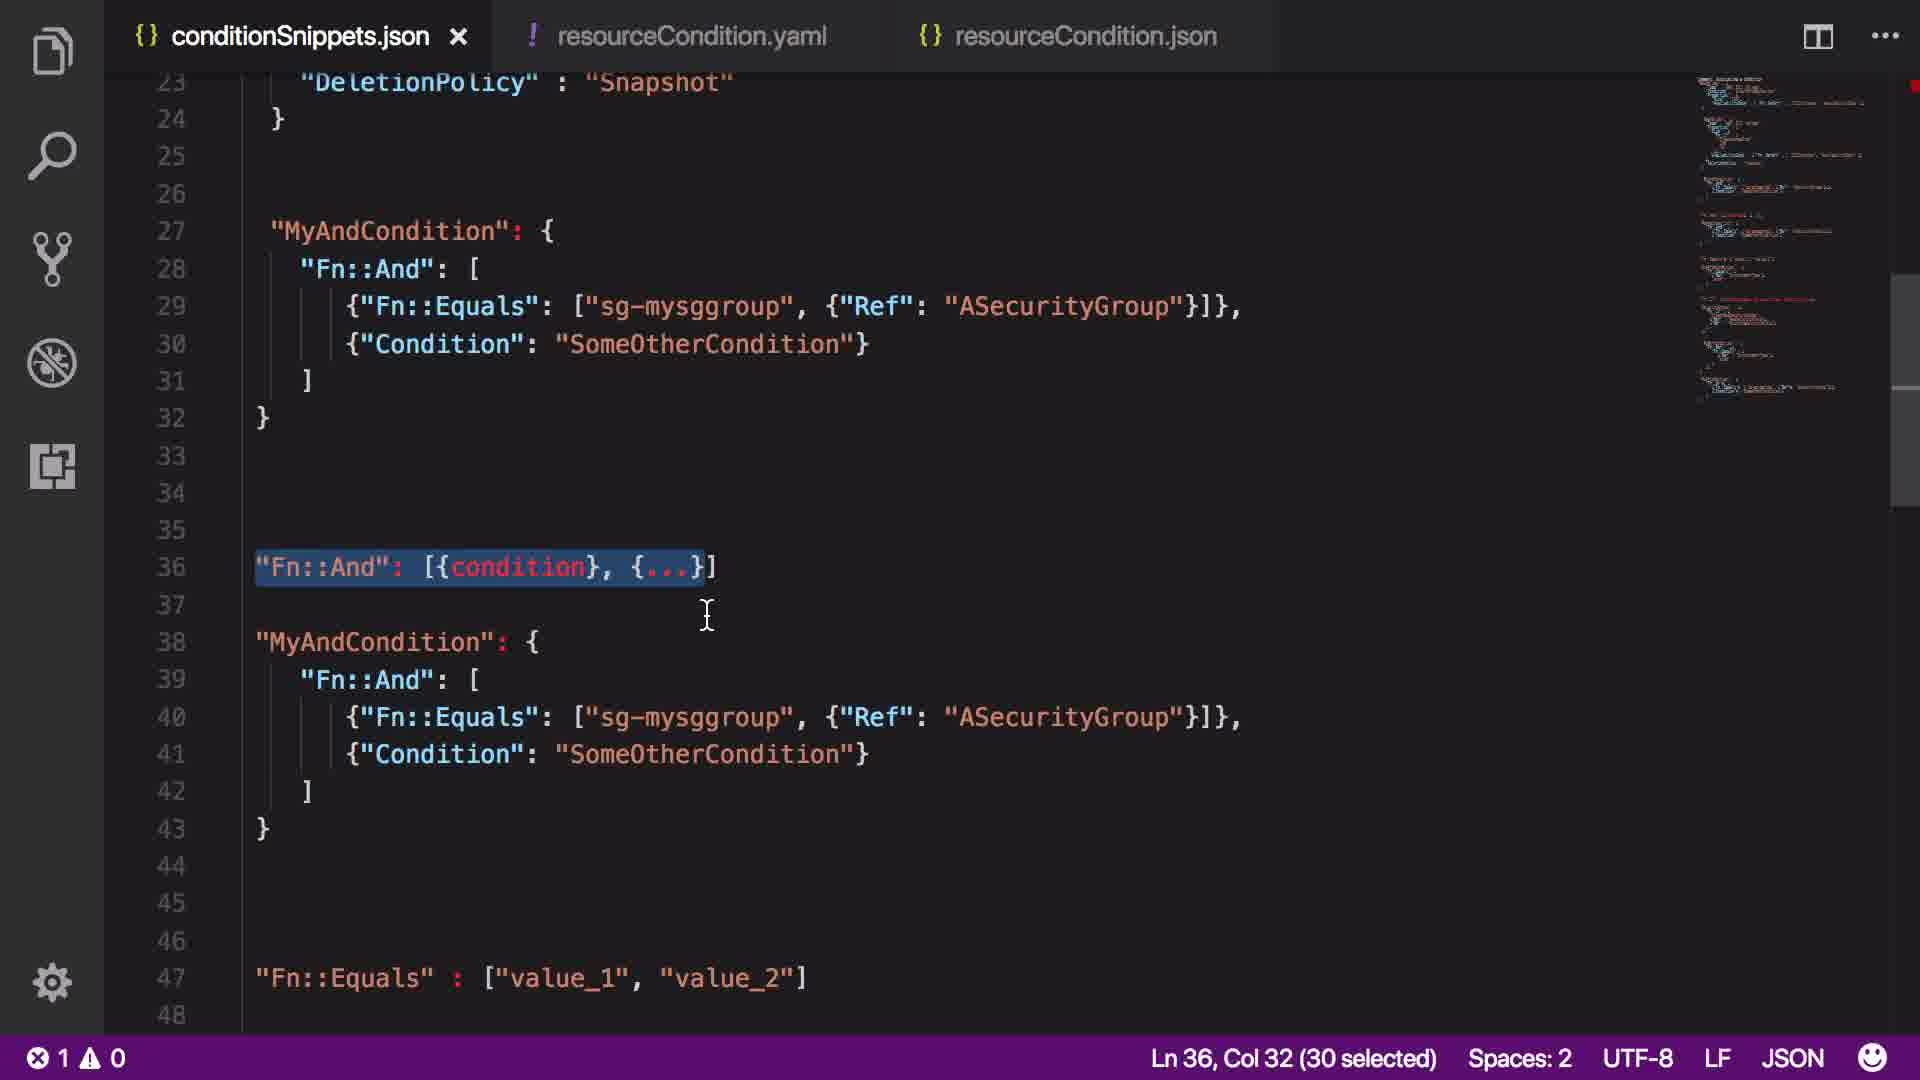 conditionSnippets.json resourceCondition.yaml resourceCondition.json
23 "DeletionPolicy" : "Snapshot"
24 }
25
26
27 "MyAndCondition": {
28 "Fn::And": [
29 {"Fn::Equals": ["sg-mysggroup", {"Ref": "ASecurityGroup"}]},
30 {"Condition": "SomeOtherCondition"}
31 ]
32 }
33
34
35
36 "Fn::And": [{condition}, {...}]
37
38 "MyAndCondition": {
39 "Fn::And": [
40 {"Fn::Equals": ["sg-mysggroup", {"Ref": "ASecurityGroup"}]},
41 {"Condition": "SomeOtherCondition"}
42 ]
43 }
44
45
46
47 "Fn::Equals" : ["value_1", "value_2"]
48
1 0 Ln 36, Col 32 (30 selected) Spaces: 2 UTF-8 LF JSON